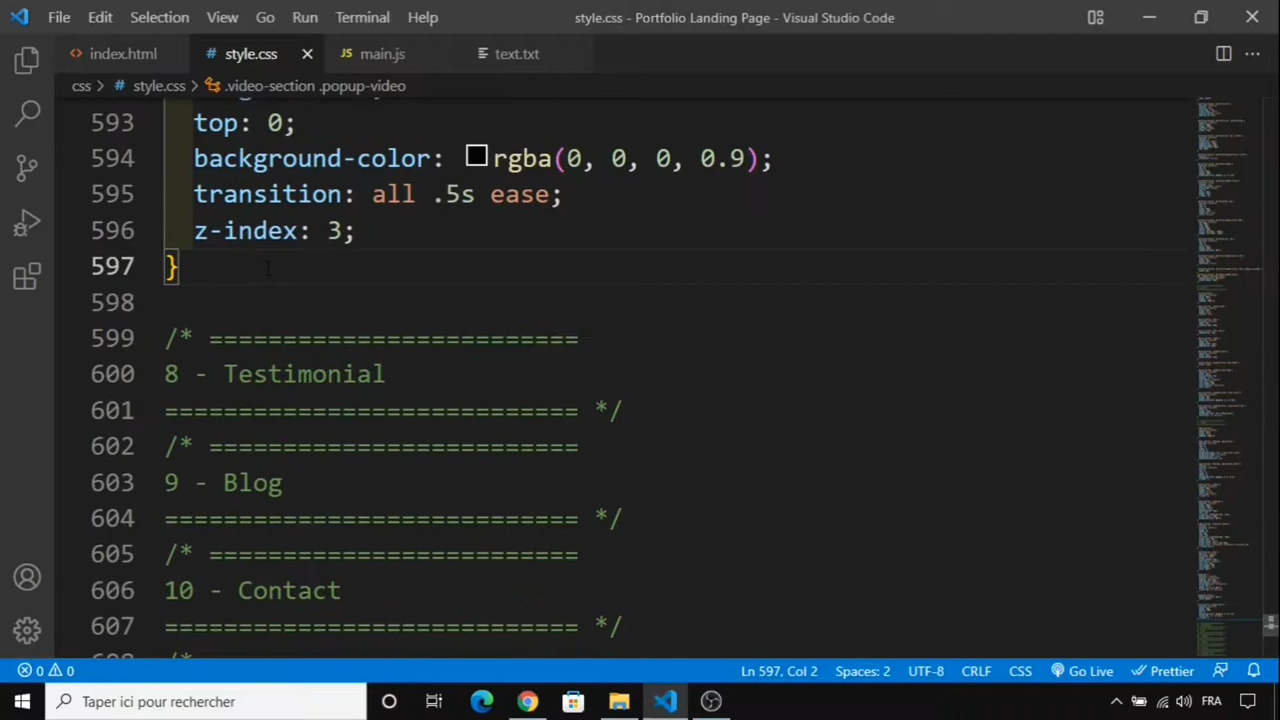 File Edit Selection View Go Run Terminal Help style.css - Portfolio Landing Page - Visual Studio Code
index.html # style.css JS main.js text.txt
css > # style.css > .video-section .popup-video
593 top: 0;
594 background-color: rgba(0, 0, 0, 0.9);
595 transition: all .5s ease;
596 z-index: 3;
597 }
598
599 /* =========================
600 8 - Testimonial
601 ============================ */
602 /* =========================
603 9 - Blog
604 ============================ */
605 /* =========================
606 10 - Contact
607 ============================ */
0 0 Ln 597, Col 2 Spaces: 2 UTF-8 CRLF CSS Go Live Prettier
Taper ici pour rechercher FRA